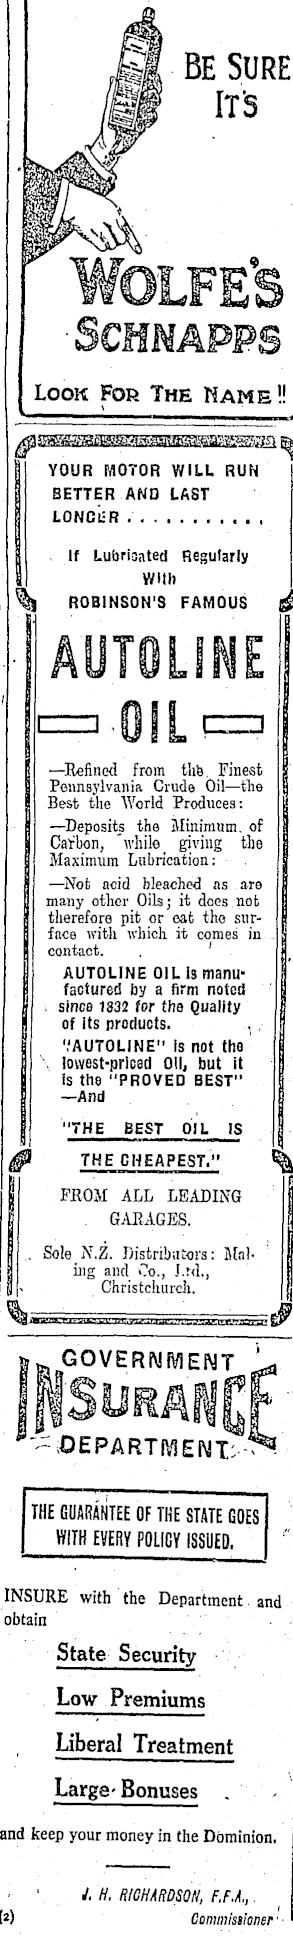 BE SURE
IT'S
WOLFE'S
SCHNAPPS
LOOK FOR THE NAME!!
YOUR MOTOR WILL RUN
BETTER AND LAST
LONGER . . . . . . . . . . .
If Lubricated Regularly
With
ROBINSON'S FAMOUS
AUTOLINE
OIL
—Refined from the Finest
Pennsylvania Crude Oil—the
Best the World Produces:
—Deposits the Minimum of
Carbon, while giving the
Maximum Lubrication:
—Not acid bleached as are
many other Oils; it does not
therefore pit or eat the sur-
face with which it comes in
contact.
AUTOLINE OIL is manu-
factured by a firm noted
since 1832 for the Quality
of its products.
"AUTOLINE" is not the
lowest-priced Oil, but it
is the "PROVED BEST"
—And
"THE BEST OIL IS
THE CHEAPEST."
FROM ALL LEADING
GARAGES.
Sole N.Z. Distributors: Mal-
ing and Co., Ltd.,
Christchurch.
GOVERNMENT
INSURANCE
DEPARTMENT
THE GUARANTEE OF THE STATE GOES
WITH EVERY POLICY ISSUED.
INSURE with the Department and
obtain
State Security
Low Premiums
Liberal Treatment
Large Bonuses
and keep your money in the Dominion.
J. H. RICHARDSON, F.F.A.,
(2) Commissioner